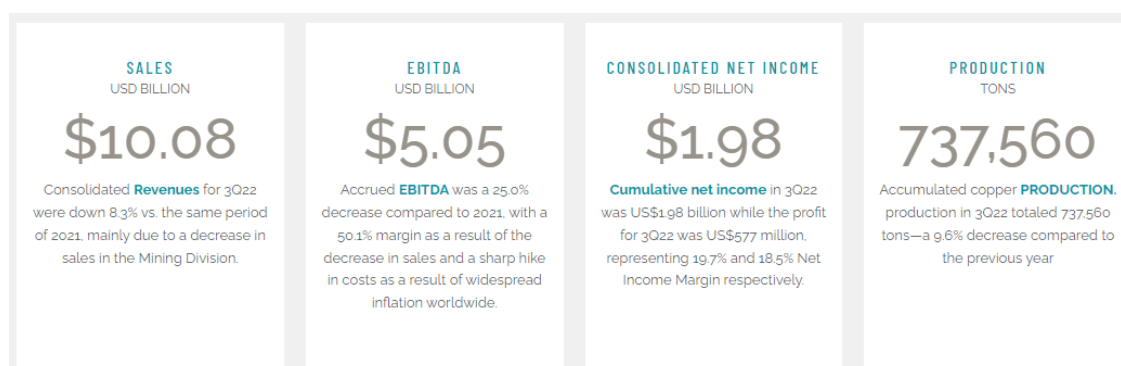 SALES
USD BILLION
$10.08
Consolidated Revenues for 3Q22
were down 8.3% vs. the same period
of 2021, mainly due to a decrease in
sales in the Mining Division.
EBITDA
USD BILLION
$5.05
Accrued EBITDA was a 25.0%
decrease compared to 2021, with a
50.1% margin as a result of the
decrease in sales and a sharp hike
in costs as a result of widespread
inflation worldwide.
CONSOLIDATED NET INCOME
USD BILLION
$1.98
Cumulative net income in 3Q22
was US$1.98 billion while the profit
for 3Q22 was US$577 million,
representing 19.7% and 18.5% Net
Income Margin respectively.
PRODUCTION
TONS
737,560
Accumulated copper PRODUCTION.
production in 3Q22 totaled 737,560
tons—a 9.6% decrease compared to
the previous year